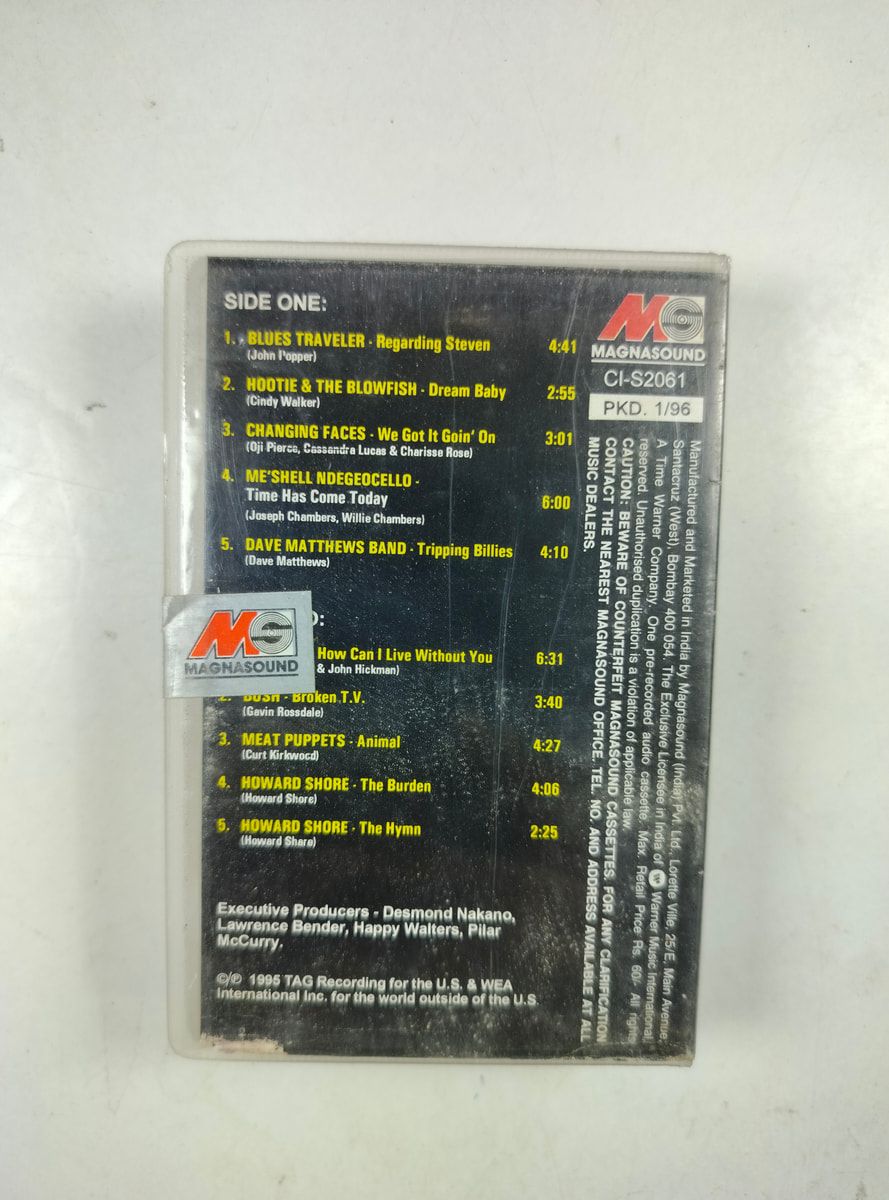 SIDE ONE:
1. BLUES TRAVELER - Regarding Steven 4:41
(John Popper)
2. HOOTIE & THE BLOWFISH - Dream Baby 2:55
(Cindy Walker)
3. CHANGING FACES - We Got It Goin' On 3:01
(Oji Pierce, Cassandra Lucas & Charisse Rose)
4. ME'SHELL NDEGEOCELLO -
Time Has Come Today 6:00
(Joseph Chambers, Willie Chambers)
5. DAVE MATTHEWS BAND - Tripping Billies 4:10
(Dave Matthews)
MG
MAGNASOUND
How Can I Live Without You 6:31
& John Hickman)
2. BUSH - Broken T.V. 3:40
(Gavin Rossdale)
3. MEAT PUPPETS - Animal 4:27
(Curt Kirkwood)
4. HOWARD SHORE - The Burden 4:06
(Howard Shore)
5. HOWARD SHORE - The Hymn 2:25
(Howard Share)
Executive Producers - Desmond Nakano,
Lawrence Bender, Happy Walters, Pilar
McCurry,
©/℗ 1995 TAG Recording for the U.S. & WEA
International Inc. for the world outside of the U.S.
MG
MAGNASOUND
CI-S2061
PKD. 1/96
Manufactured and Marketed in India by Magnasound (India) Pvt. Ltd., Lorette Ville, 25/E, Main Avenue,
Santacruz (West), Bombay 400 054. The Exclusive Licensee in India of Warner Music International
A Time Warner Company. One pre-recorded audio cassette. Max. Retail Price Rs. 60/- All rights
reserved. Unauthorised duplication is a violation of applicable law.
CAUTION: BEWARE OF COUNTERFEIT MAGNASOUND CASSETTES. FOR ANY CLARIFICATION
CONTACT THE NEAREST MAGNASOUND OFFICE. TEL. NO. AND ADDRESS AVAILABLE AT ALL
MUSIC DEALERS.